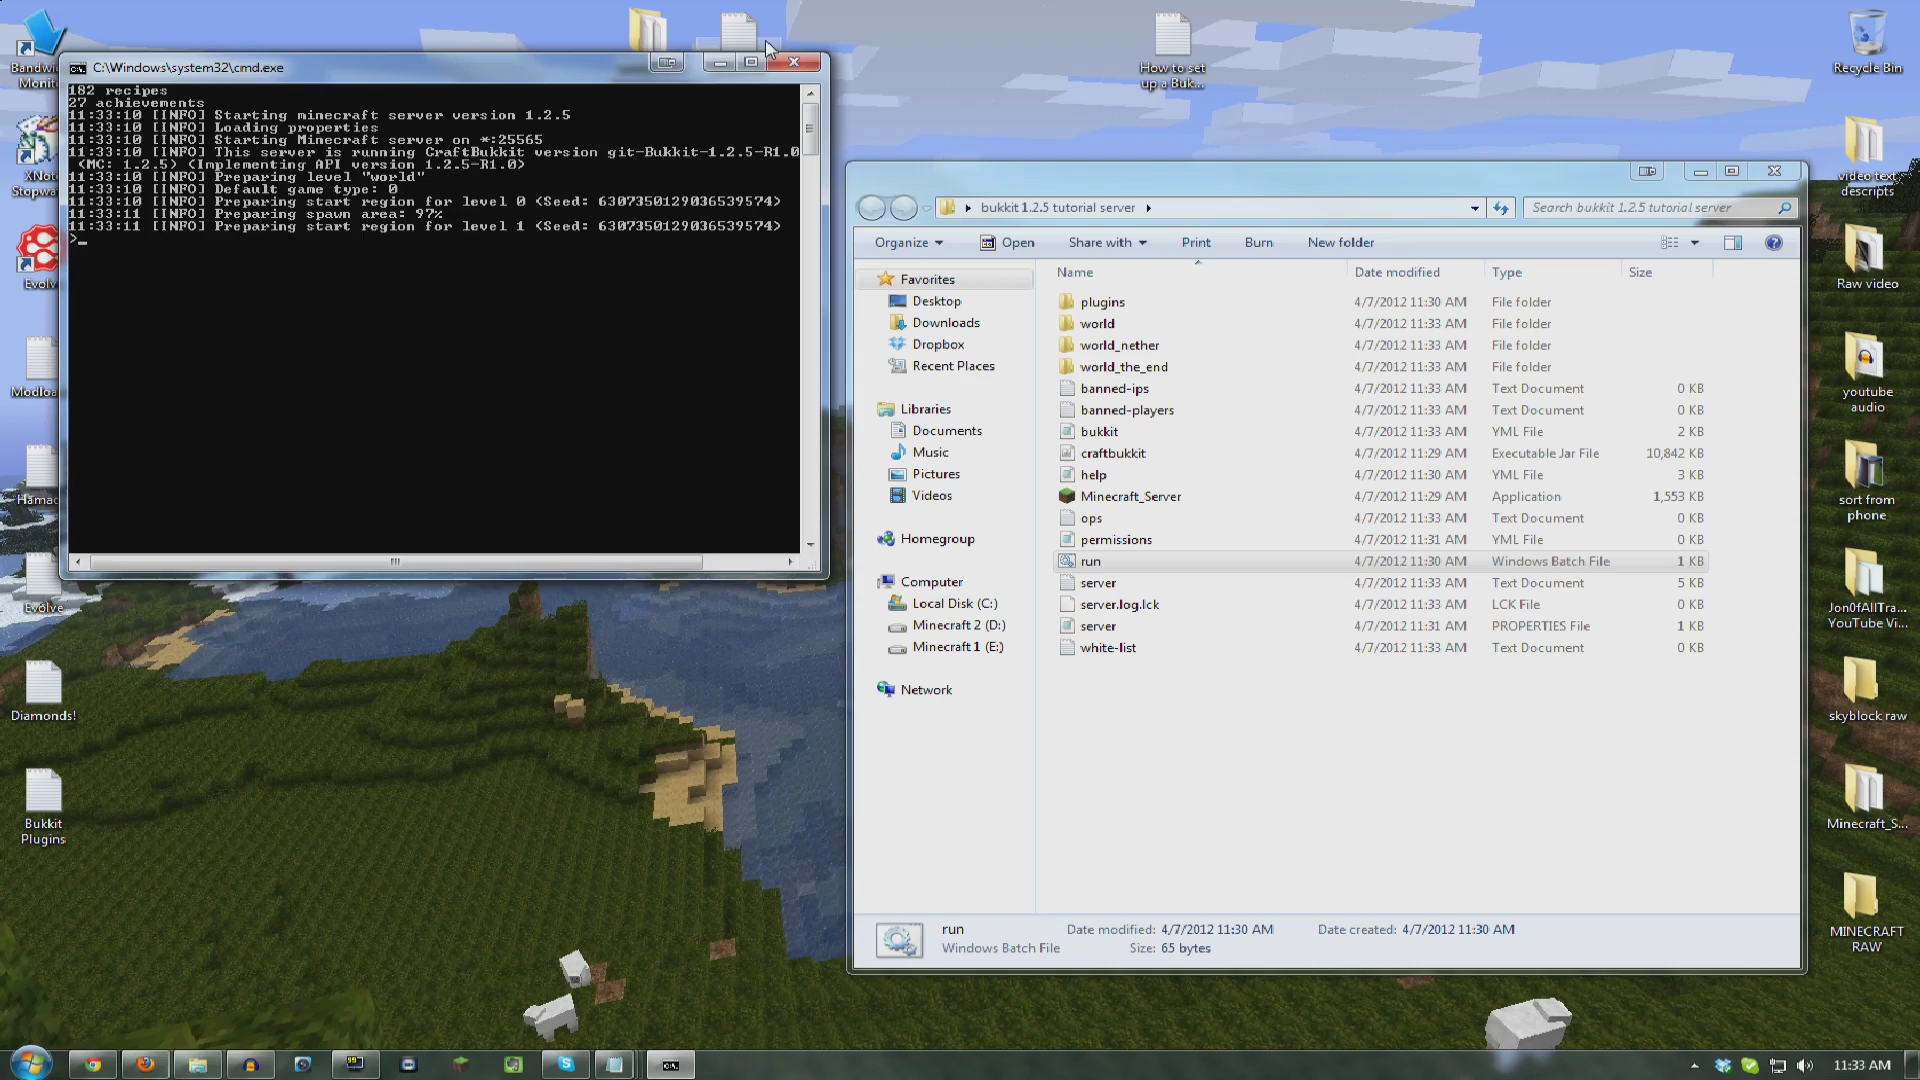 Bandwi
Monit
XNote
Stopwa
Evolv
Modloa
Hamac
Evolve
Diamonds!
Bukkit
Plugins
C:\Windows\system32\cmd.exe
182 recipes
27 achievements
11:33:10 [INFO] Starting minecraft server version 1.2.5
11:33:10 [INFO] Loading properties
11:33:10 [INFO] Starting Minecraft server on *:25565
11:33:10 [INFO] This server is running CraftBukkit version git-Bukkit-1.2.5-R1.0
(MC: 1.2.5) (Implementing API version 1.2.5-R1.0)
11:33:10 [INFO] Preparing level "world"
11:33:10 [INFO] Default game type: 0
11:33:10 [INFO] Preparing start region for level 0 (Seed: 6307350129036539574)
11:33:11 [INFO] Preparing spawn area: 97%
11:33:11 [INFO] Preparing start region for level 1 (Seed: 6307350129036539574)
>_
How to set
up a Buk...
bukkit 1.2.5 tutorial server
Search bukkit 1.2.5 tutorial server
Organize Open Share with Print Burn New folder
Favorites
Desktop
Downloads
Dropbox
Recent Places
Libraries
Documents
Music
Pictures
Videos
Homegroup
Computer
Local Disk (C:)
Minecraft 2 (D:)
Minecraft 1 (E:)
Network
Name Date modified Type Size
plugins 4/7/2012 11:30 AM File folder
world 4/7/2012 11:33 AM File folder
world_nether 4/7/2012 11:33 AM File folder
world_the_end 4/7/2012 11:33 AM File folder
banned-ips 4/7/2012 11:33 AM Text Document 0 KB
banned-players 4/7/2012 11:33 AM Text Document 0 KB
bukkit 4/7/2012 11:33 AM YML File 2 KB
craftbukkit 4/7/2012 11:29 AM Executable Jar File 10,842 KB
help 4/7/2012 11:30 AM YML File 3 KB
Minecraft_Server 4/7/2012 11:29 AM Application 1,553 KB
ops 4/7/2012 11:33 AM Text Document 0 KB
permissions 4/7/2012 11:31 AM YML File 0 KB
run 4/7/2012 11:30 AM Windows Batch File 1 KB
server 4/7/2012 11:33 AM Text Document 5 KB
server.log.lck 4/7/2012 11:33 AM LCK File 0 KB
server 4/7/2012 11:31 AM PROPERTIES File 1 KB
white-list 4/7/2012 11:33 AM Text Document 0 KB
run Date modified: 4/7/2012 11:30 AM Date created: 4/7/2012 11:30 AM
Windows Batch File Size: 65 bytes
Recycle Bin
video text
descripts
Raw video
youtube
audio
sort from
phone
Jon0fAllTra...
YouTube Vi...
skyblock raw
Minecraft_S...
MINECRAFT
RAW
11:33 AM